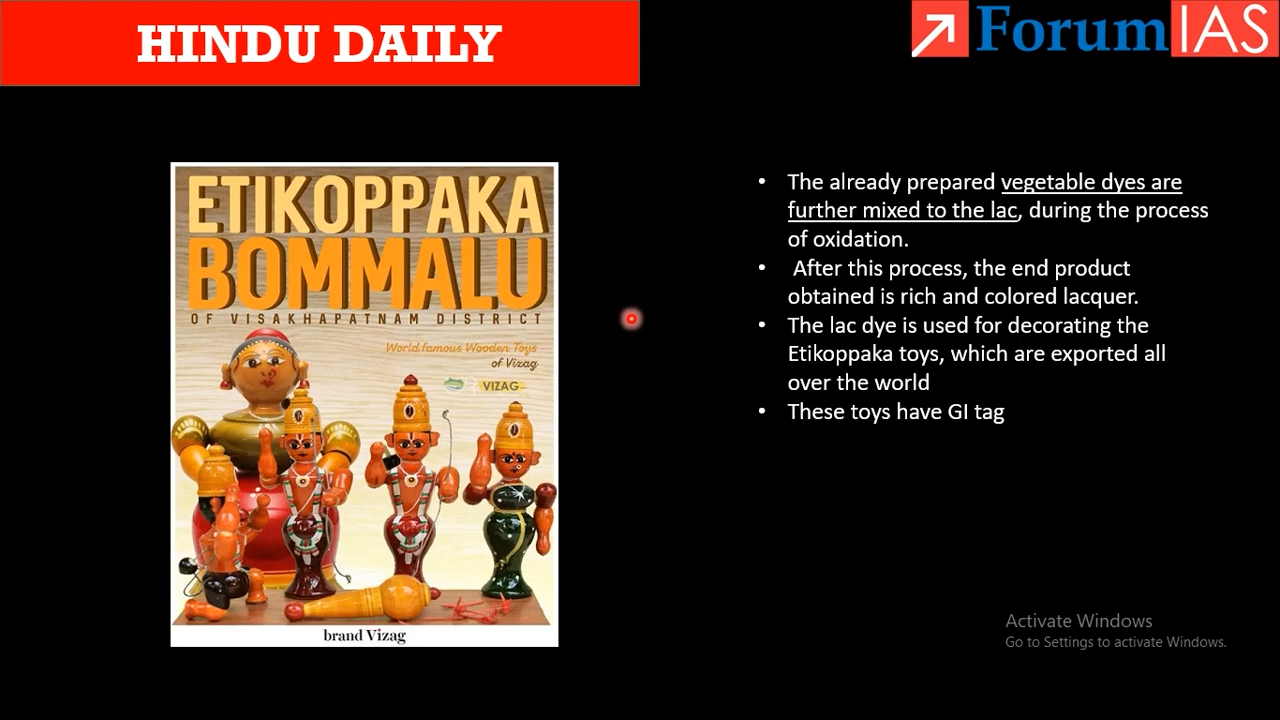 HINDU DAILY
ForumIAS
ETIKOPPAKA
BOMMALU
OF VISAKHAPATNAM DISTRICT
World famous Wooden Toys
of Vizag
VIZAG
brand Vizag
• The already prepared vegetable dyes are
further mixed to the lac, during the process
of oxidation.
• After this process, the end product
obtained is rich and colored lacquer.
• The lac dye is used for decorating the
Etikoppaka toys, which are exported all
over the world
• These toys have GI tag
Activate Windows
Go to Settings to activate Windows.